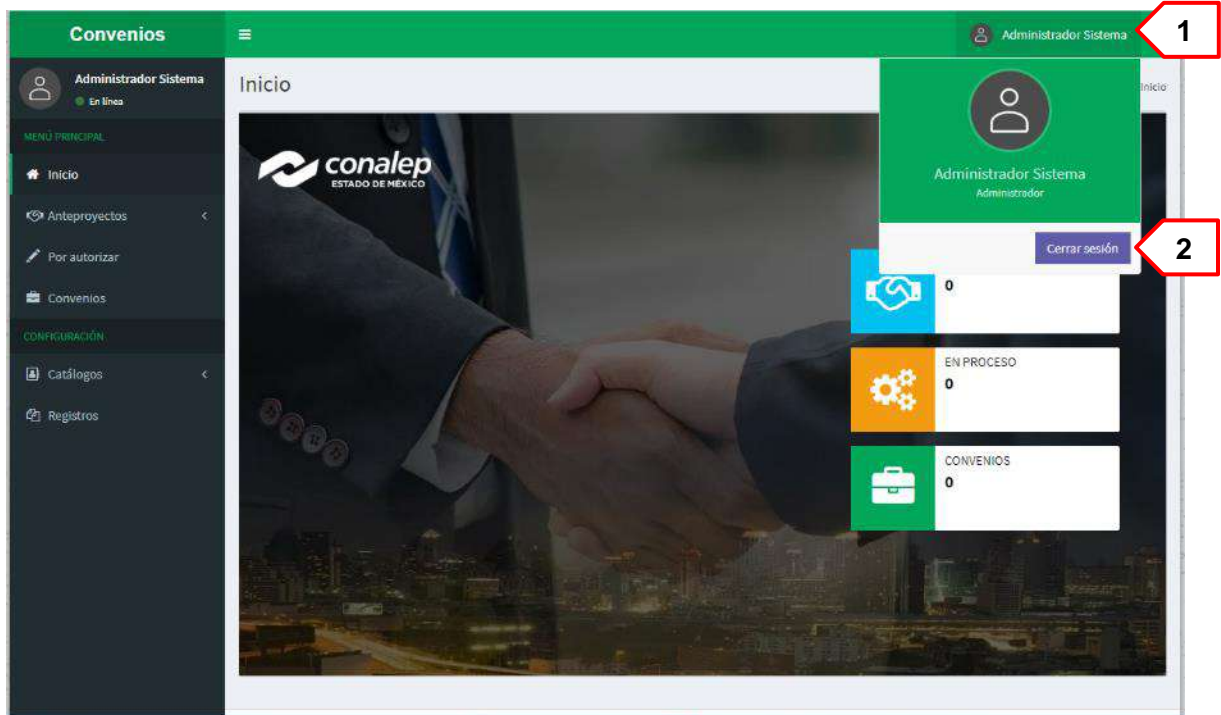 Convenios
Administrador Sistema
1
Administrador Sistema
En línea
Inicio
Inicio
Administrador Sistema
Administrador
Cerrar sesión
2
MENÚ PRINCIPAL
Inicio
Anteproyectos
Por autorizar
Convenios
CONFIGURACIÓN
Catálogos
Registros
conalep
ESTADO DE MÉXICO
0
EN PROCESO
0
CONVENIOS
0